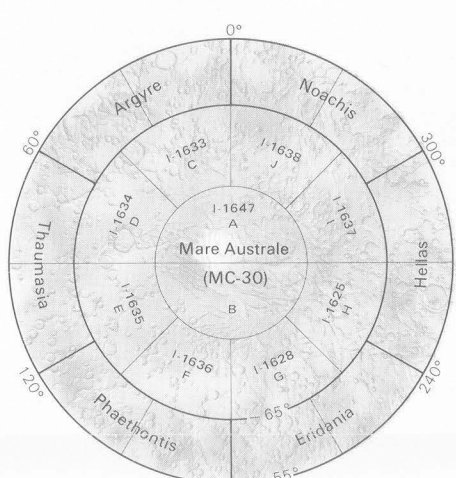 0°
Argyre
Noachis
60°
300°
I-1633
C
I-1638
J
I-1634
D
I-1647
A
I-1637
I
Thaumasia
Mare Australe
(MC-30)
Hellas
I-1635
E
B
I-1625
H
I-1636
F
I-1628
G
120°
240°
Phaethontis
65°
Eridania
55°